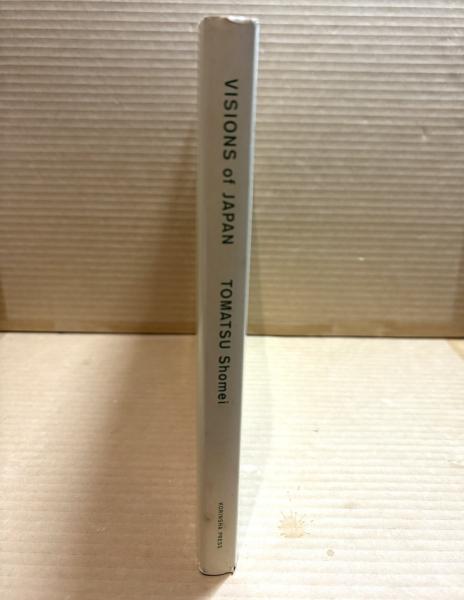 VISIONS of JAPAN
TOMATSU Shomei
KORINSHA PRESS